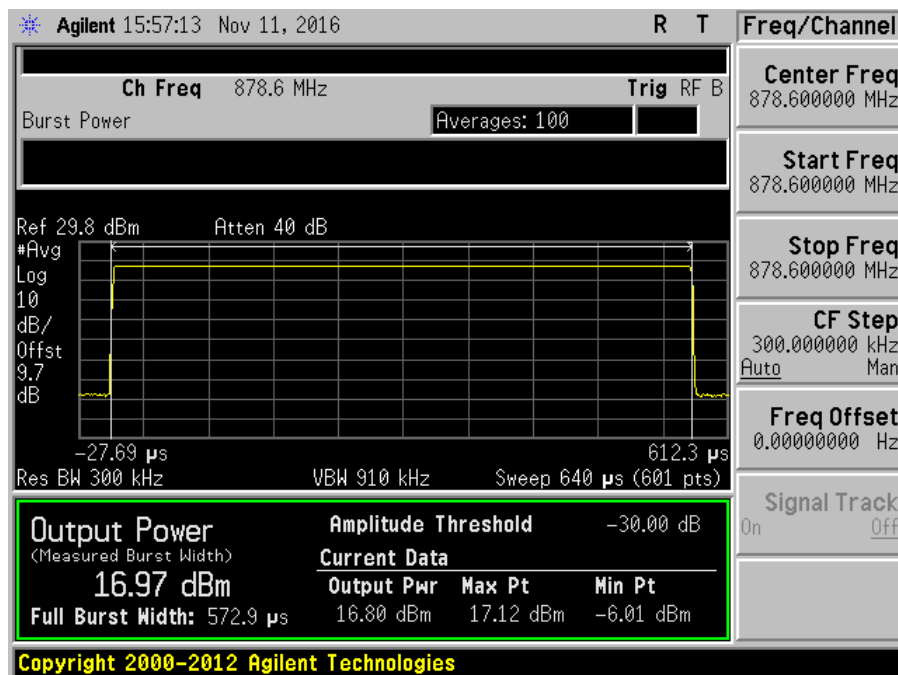 Agilent 15:57:13 Nov 11, 2016 R T
Freq/Channel
Ch Freq 878.6 MHz Trig RF B
Burst Power Averages: 100
Center Freq
878.600000 MHz
Start Freq
878.600000 MHz
Stop Freq
878.600000 MHz
CF Step
300.000000 kHz
Auto Man
Freq Offset
0.00000000 Hz
Signal Track
On Off
Ref 29.8 dBm Atten 40 dB
#Avg
Log
10
dB/
Offst
9.7
dB
-27.69 µs 612.3 µs
Res BW 300 kHz VBW 910 kHz Sweep 640 µs (601 pts)
Output Power
(Measured Burst Width)
16.97 dBm
Full Burst Width: 572.9 µs
Amplitude Threshold -30.00 dB
Current Data
Output Pwr Max Pt Min Pt
16.80 dBm 17.12 dBm -6.01 dBm
Copyright 2000-2012 Agilent Technologies